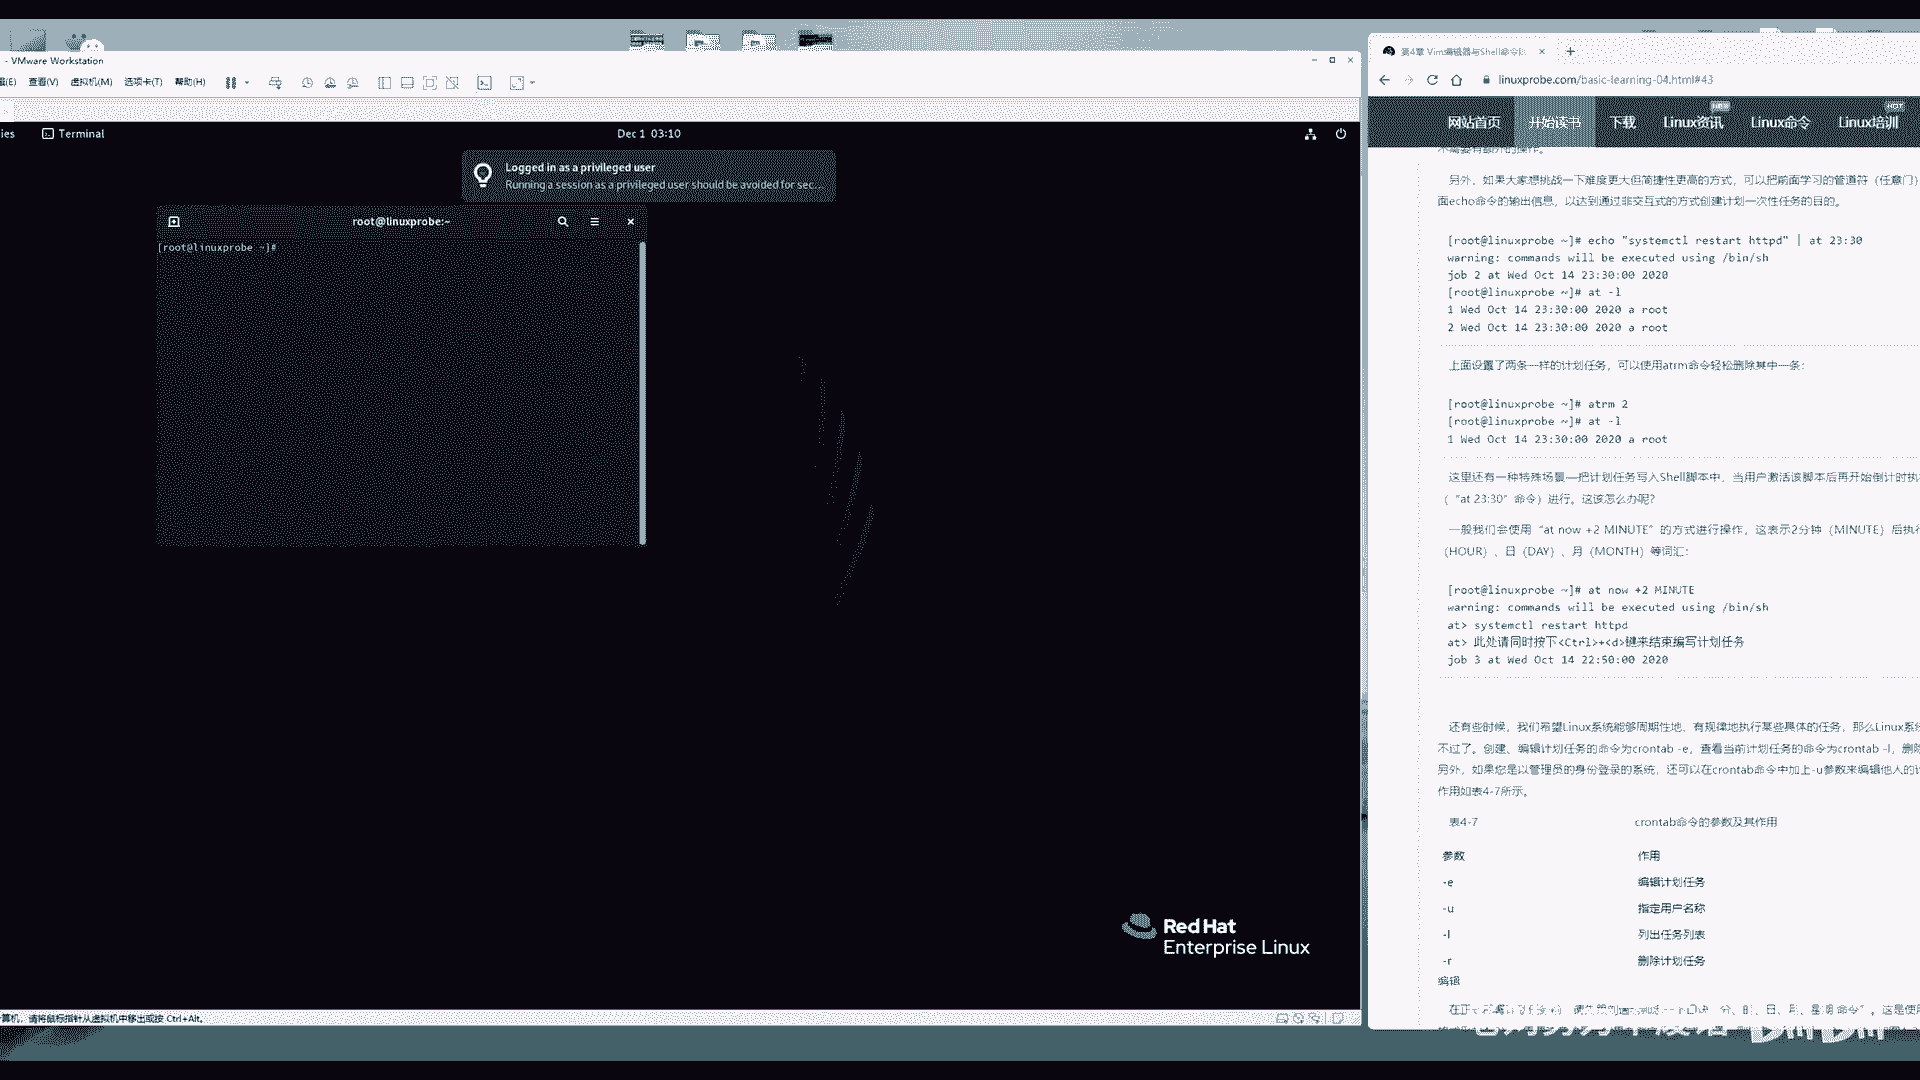 - VMware Workstation
查看(V) 虚拟机(M) 选项卡(T) 帮助(H)
ies Terminal Dec 1 03:10
Logged in as a privileged user
Running a session as a privileged user should be avoided for sec...
root@linuxprobe:~
[root@linuxprobe ~]#
Red Hat
Enterprise Linux
算机，请将鼠标指针从虚拟机中移出或按 Ctrl+Alt。
第4章 Vim编辑器与Shell命令
linuxprobe.com/basic-learning-04.html#43
NEW HOT
网站首页 开始读书 下载 Linux资讯 Linux命令 Linux培训
另外，如果大家想挑战一下难度更大但简捷性更高的方式，可以把前面学习的管道符（任意门）
面echo命令的输出信息，以达到通过非交互式的方式创建计划一次性任务的目的。
[root@linuxprobe ~]# echo "systemctl restart httpd" | at 23:30
warning: commands will be executed using /bin/sh
job 2 at Wed Oct 14 23:30:00 2020
[root@linuxprobe ~]# at -l
1 Wed Oct 14 23:30:00 2020 a root
2 Wed Oct 14 23:30:00 2020 a root
上面设置了两条一样的计划任务，可以使用atrm命令轻松删除其中一条：
[root@linuxprobe ~]# atrm 2
[root@linuxprobe ~]# at -l
1 Wed Oct 14 23:30:00 2020 a root
这里还有一种特殊场景—把计划任务写入Shell脚本中，当用户激活该脚本后再开始倒计时执
（“at 23:30”命令）进行。这该怎么办呢？
一般我们会使用“at now +2 MINUTE”的方式进行操作，这表示2分钟（MINUTE）后执行
（HOUR）、日（DAY）、月（MONTH）等词汇：
[root@linuxprobe ~]# at now +2 MINUTE
warning: commands will be executed using /bin/sh
at> systemctl restart httpd
at> 此处请同时按下<Ctrl>+<d>键来结束编写计划任务
job 3 at Wed Oct 14 22:50:00 2020
还有些时候，我们希望Linux系统能够周期性地、有规律地执行某些具体的任务，那么Linux系统
不过了。创建、编辑计划任务的命令为crontab -e，查看当前计划任务的命令为crontab -l，删除
另外，如果您是以管理员的身份登录的系统，还可以在crontab命令中加上-u参数来编辑他人的计
作用如表4-7所示。
表4-7 crontab命令的参数及其作用
参数 作用
-e 编辑计划任务
-u 指定用户名称
-l 列出任务列表
-r 删除计划任务
编辑
分、时、日、月、星期 命令”。这是使用